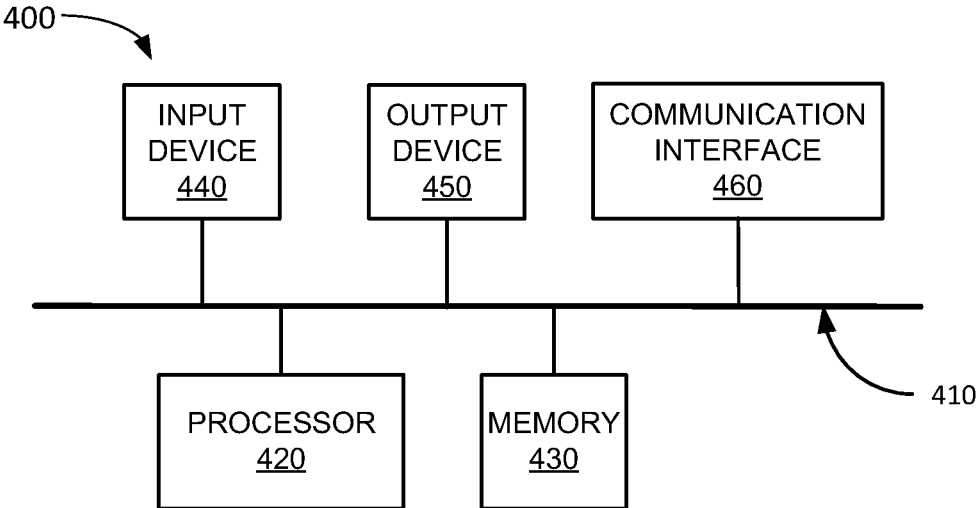 400
INPUT
DEVICE
440
OUTPUT
DEVICE
450
COMMUNICATION
INTERFACE
460
410
PROCESSOR
420
MEMORY
430